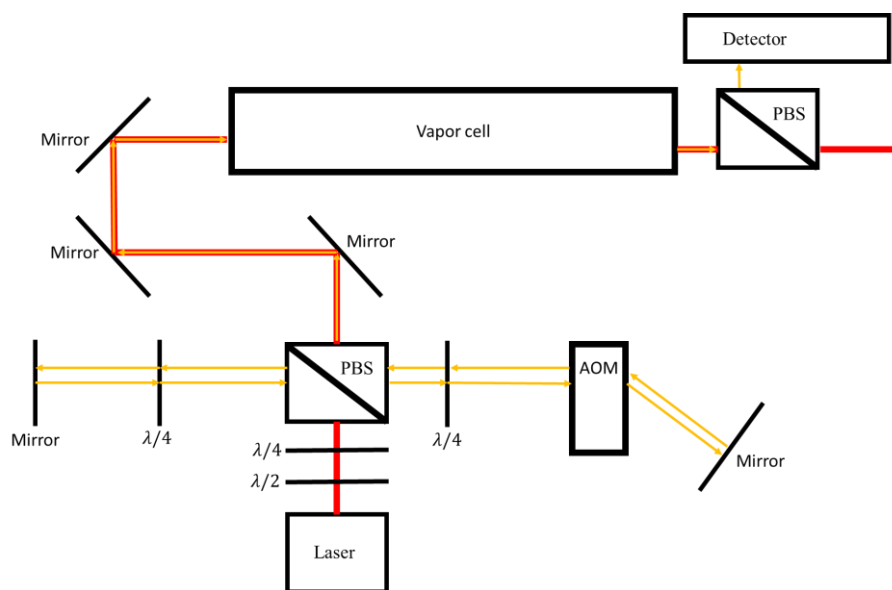 Detector
PBS
Vapor cell
Mirror
Mirror
Mirror
PBS
AOM
Mirror
λ/4
λ/4
Mirror
λ/4
λ/2
Laser